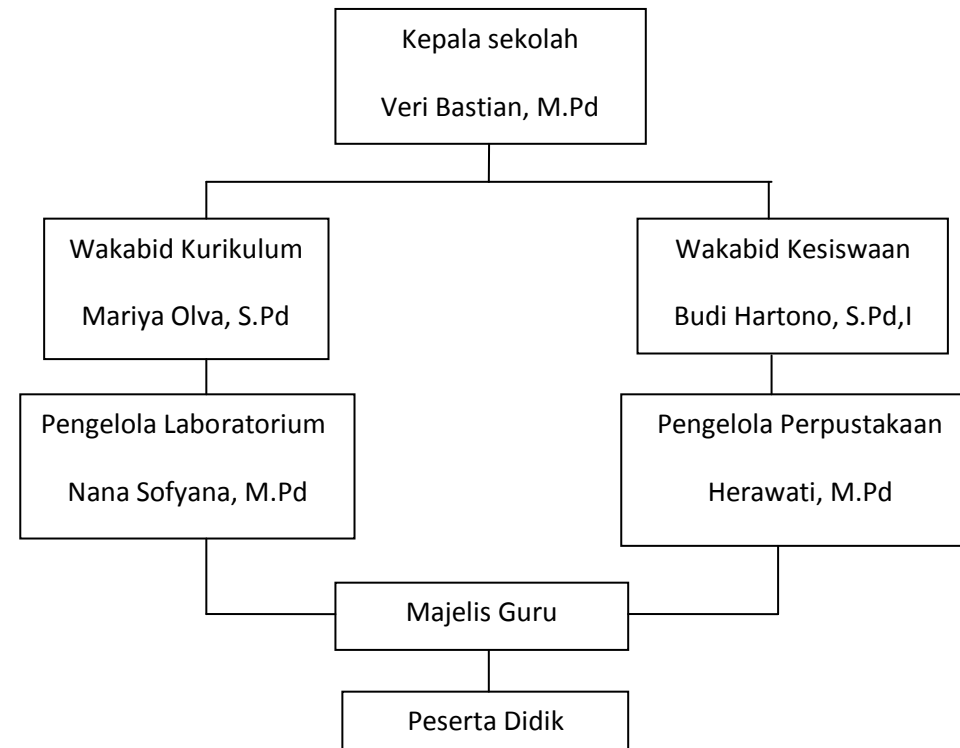 Kepala sekolah
Veri Bastian, M.Pd
Wakabid Kurikulum
Mariya Olva, S.Pd
Wakabid Kesiswaan
Budi Hartono, S.Pd,I
Pengelola Laboratorium
Nana Sofyana, M.Pd
Pengelola Perpustakaan
Herawati, M.Pd
Majelis Guru
Peserta Didik